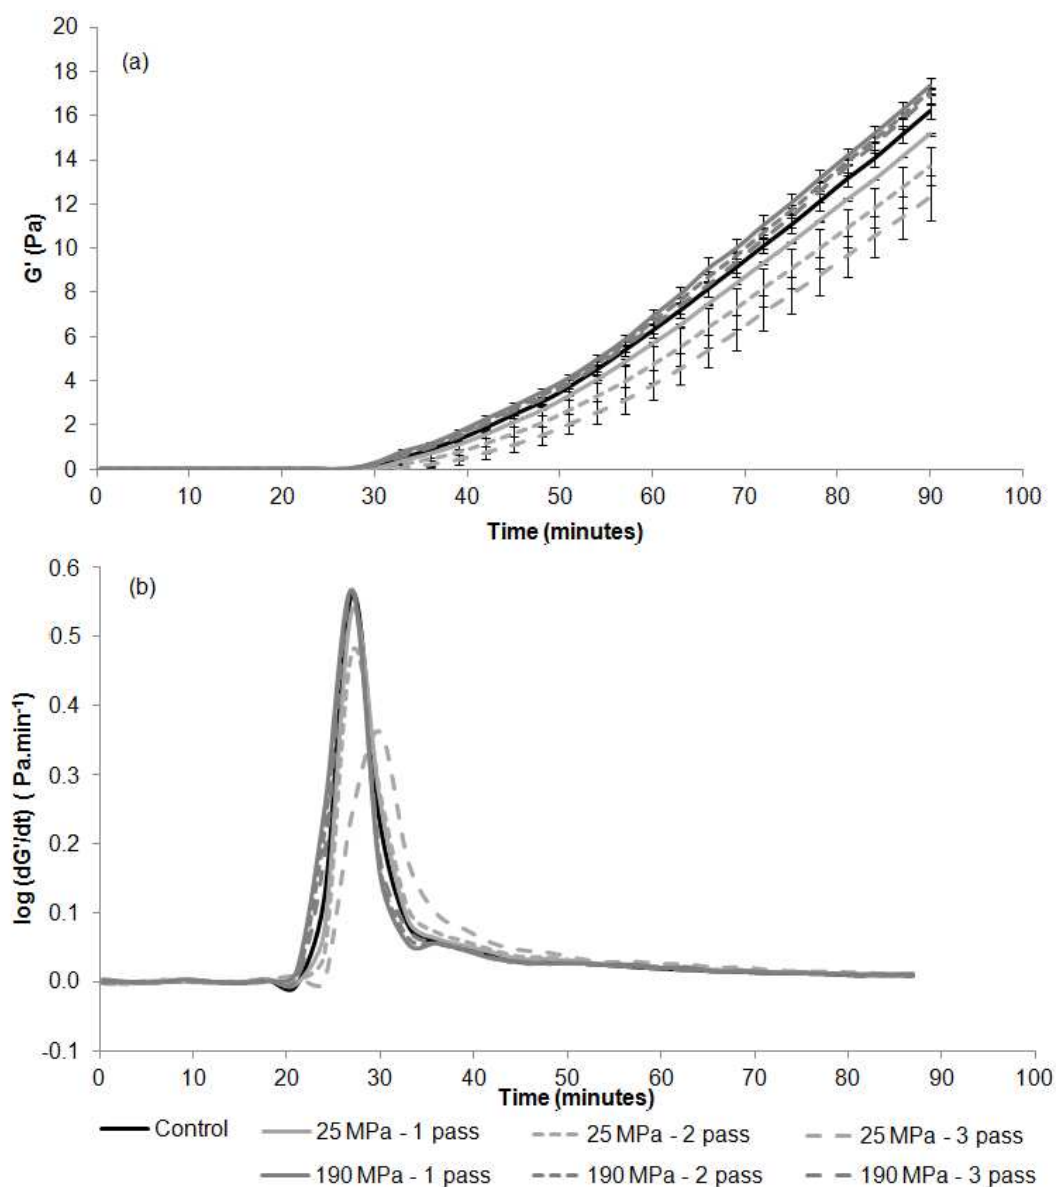 20
(a)
18
16
14
12
10
8
6
4
2
0
G' (Pa)
0 10 20 30 40 50 60 70 80 90 100
Time (minutes)
0.6
(b)
0.5
0.4
0.3
0.2
0.1
0.0
-0.1
log (dG'/dt) ( Pa.min-1)
0 10 20 30 40 50 60 70 80 90 100
Time (minutes)
Control 25 MPa - 1 pass 25 MPa - 2 pass 25 MPa - 3 pass
190 MPa - 1 pass 190 MPa - 2 pass 190 MPa - 3 pass